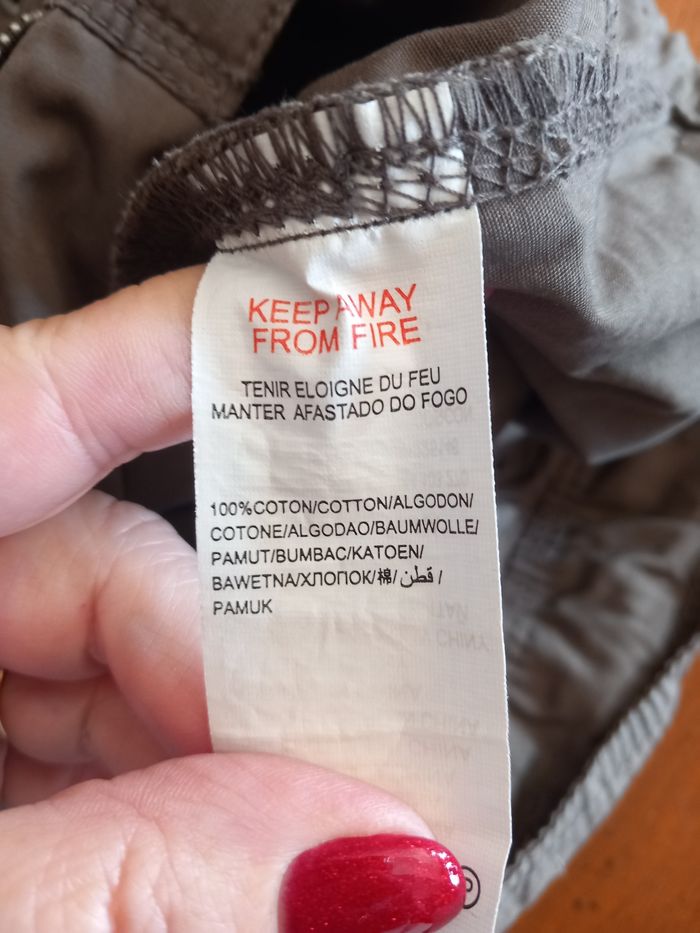 KEEP AWAY
FROM FIRE
TENIR ELOIGNE DU FEU
MANTER AFASTADO DO FOGO
100%COTON/COTTON/ALGODON/
COTONE/ALGODAO/BAUMWOLLE/
PAMUT/BUMBAC/KATOEN/
BAWETNA/ХЛОПОК/棉/قطن/
PAMUK